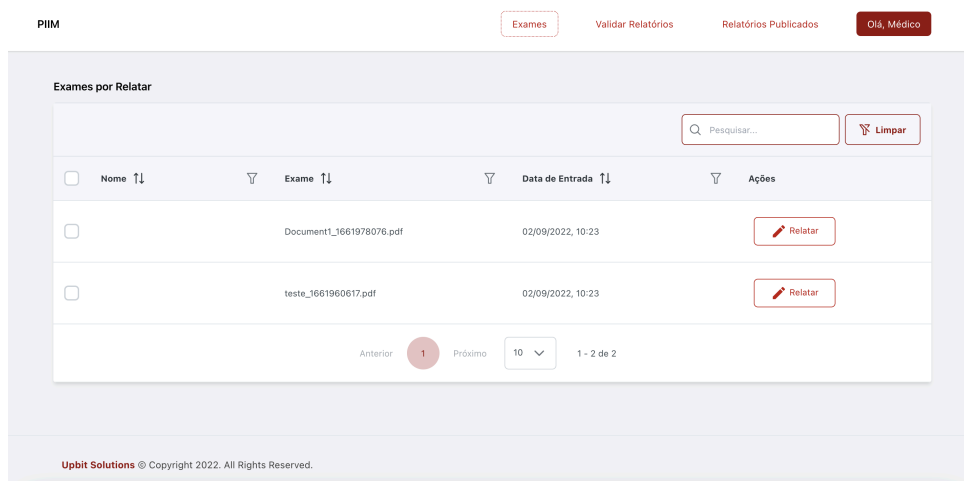 PIIM Exames Validar Relatórios Relatórios Publicados Olá, Médico
Exames por Relatar
Pesquisar... Limpar
Nome Exame Data de Entrada Ações
Document1_1661978076.pdf 02/09/2022, 10:23 Relatar
teste_1661960617.pdf 02/09/2022, 10:23 Relatar
Anterior 1 Próximo 10 1 - 2 de 2
Upbit Solutions © Copyright 2022. All Rights Reserved.